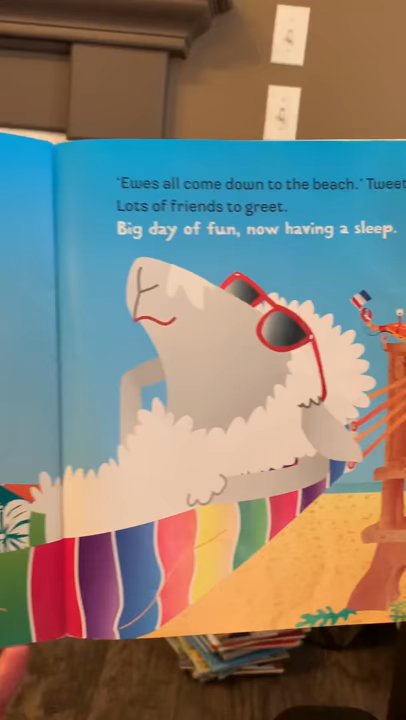 'Ewes all come down to the beach.' Tweet
Lots of friends to greet.
Big day of fun, now having a sleep.